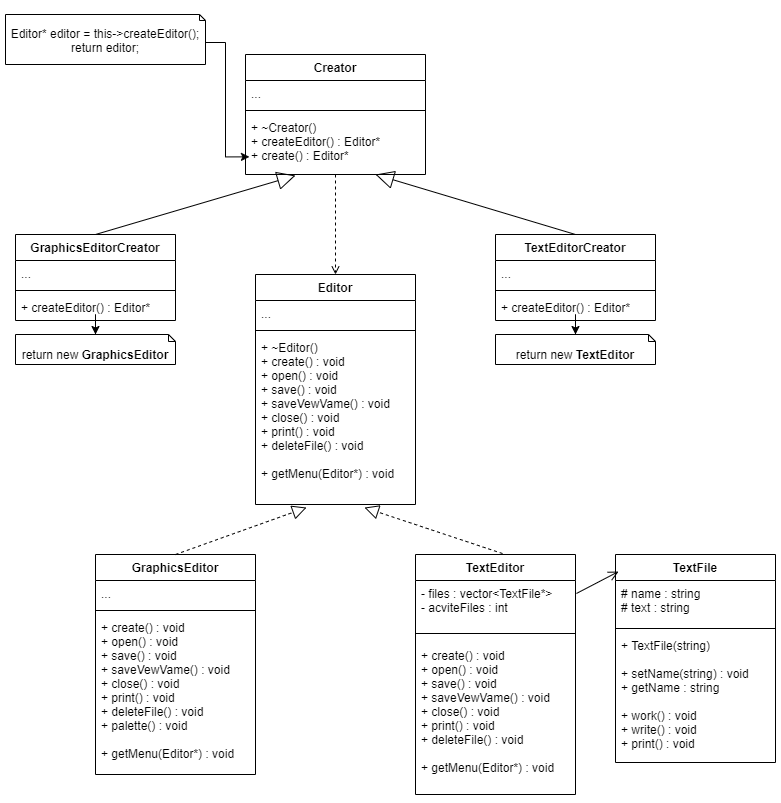 Editor* editor = this->createEditor();
return editor;
Creator
...
+ ~Creator()
+ createEditor() : Editor*
+ create() : Editor*
GraphicsEditorCreator
...
+ createEditor() : Editor*
return new GraphicsEditor
TextEditorCreator
...
+ createEditor() : Editor*
return new TextEditor
Editor
...
+ ~Editor()
+ create() : void
+ open() : void
+ save() : void
+ saveVewVame() : void
+ close() : void
+ print() : void
+ deleteFile() : void
+ getMenu(Editor*) : void
GraphicsEditor
...
+ create() : void
+ open() : void
+ save() : void
+ saveVewVame() : void
+ close() : void
+ print() : void
+ deleteFile() : void
+ palette() : void
+ getMenu(Editor*) : void
TextEditor
- files : vector<TextFile*>
- acviteFiles : int
+ create() : void
+ open() : void
+ save() : void
+ saveVewVame() : void
+ close() : void
+ print() : void
+ deleteFile() : void
+ getMenu(Editor*) : void
TextFile
# name : string
# text : string
+ TextFile(string)
+ setName(string) : void
+ getName : string
+ work() : void
+ write() : void
+ print() : void